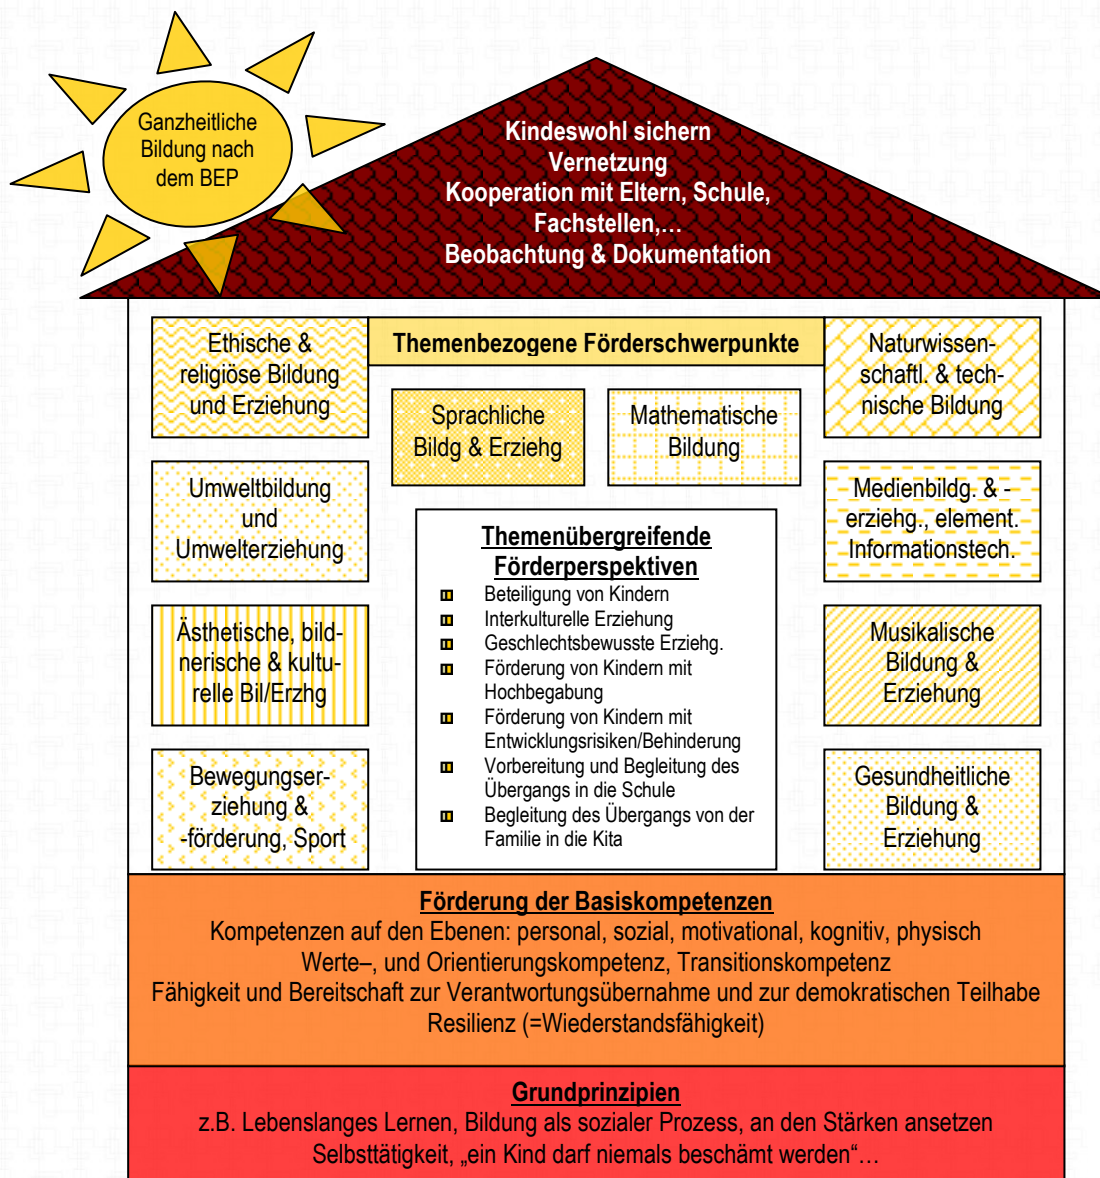 Ganzheitliche
Bildung nach
dem BEP
Kindeswohl sichern
Vernetzung
Kooperation mit Eltern, Schule,
Fachstellen,…
Beobachtung & Dokumentation
Themenbezogene Förderschwerpunkte
Ethische &
religiöse Bildung
und Erziehung
Sprachliche
Bildg & Erziehg
Mathematische
Bildung
Naturwissen-
schaftl. & tech-
nische Bildung
Umweltbildung
und
Umwelterziehung
Medienbildg. & -
erziehg., element.
Informationstech.
Ästhetische, bild-
nerische & kultu-
relle Bil/Erzhg
Musikalische
Bildung &
Erziehung
Bewegungser-
ziehung &
-förderung, Sport
Gesundheitliche
Bildung &
Erziehung
Themenübergreifende
Förderperspektiven
Beteiligung von Kindern
Interkulturelle Erziehung
Geschlechtsbewusste Erziehg.
Förderung von Kindern mit
Hochbegabung
Förderung von Kindern mit
Entwicklungsrisiken/Behinderung
Vorbereitung und Begleitung des
Übergangs in die Schule
Begleitung des Übergangs von der
Familie in die Kita
Förderung der Basiskompetenzen
Kompetenzen auf den Ebenen: personal, sozial, motivational, kognitiv, physisch
Werte–, und Orientierungskompetenz, Transitionskompetenz
Fähigkeit und Bereitschaft zur Verantwortungsübernahme und zur demokratischen Teilhabe
Resilienz (=Wiederstandsfähigkeit)
Grundprinzipien
z.B. Lebenslanges Lernen, Bildung als sozialer Prozess, an den Stärken ansetzen
Selbsttätigkeit, „ein Kind darf niemals beschämt werden“…